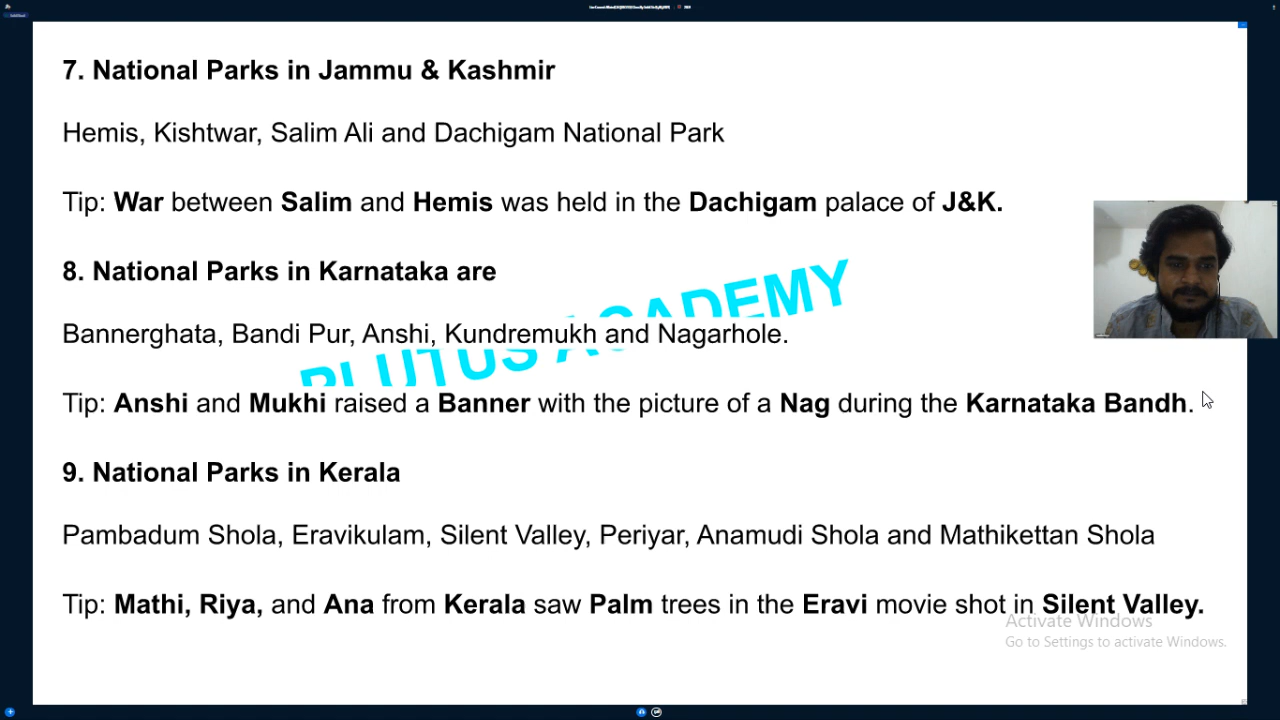 7. National Parks in Jammu & Kashmir
Hemis, Kishtwar, Salim Ali and Dachigam National Park
Tip: War between Salim and Hemis was held in the Dachigam palace of J&K.
8. National Parks in Karnataka are
PLUTUS ACADEMY
Bannerghata, Bandi Pur, Anshi, Kundremukh and Nagarhole.
Tip: Anshi and Mukhi raised a Banner with the picture of a Nag during the Karnataka Bandh.
9. National Parks in Kerala
Pambadum Shola, Eravikulam, Silent Valley, Periyar, Anamudi Shola and Mathikettan Shola
Tip: Mathi, Riya, and Ana from Kerala saw Palm trees in the Eravi movie shot in Silent Valley.
Activate Windows
Go to Settings to activate Windows.